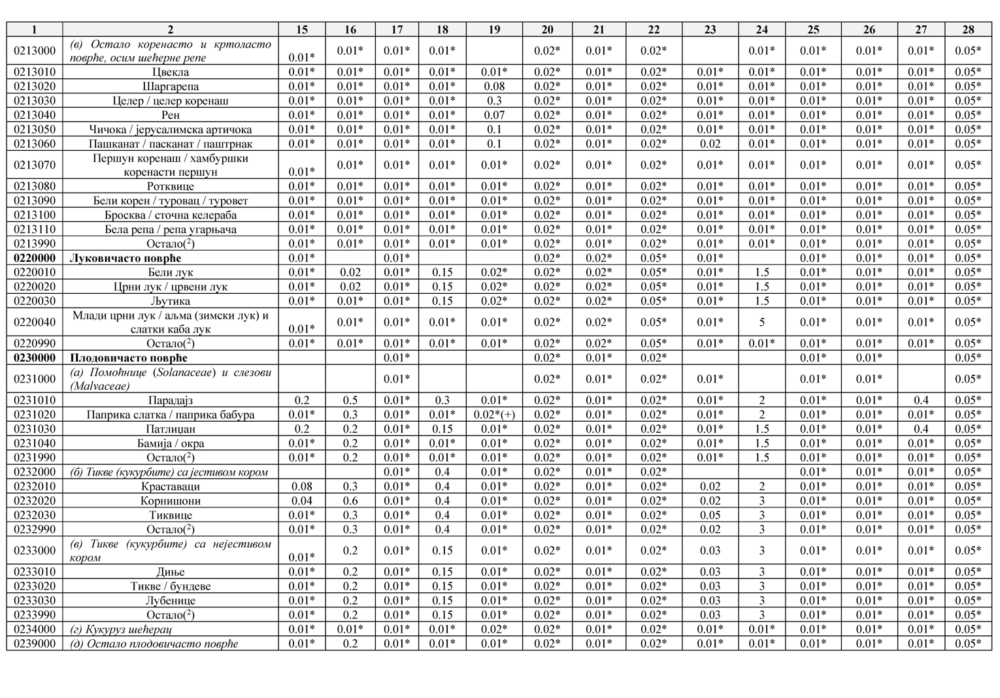 1 2 15 16 17 18 19 20 21 22 23 24 25 26 27 28
0213000 (в) Остало коренасто и кртоласто поврће, осим шећерне репе 0.01* 0.01* 0.01* 0.01* 0.02* 0.01* 0.02* 0.01* 0.01* 0.01* 0.01* 0.05*
0213010 Цвекла 0.01* 0.01* 0.01* 0.01* 0.01* 0.02* 0.01* 0.02* 0.01* 0.01* 0.01* 0.01* 0.01* 0.05*
0213020 Шаргарепа 0.01* 0.01* 0.01* 0.01* 0.08 0.02* 0.01* 0.02* 0.01* 0.01* 0.01* 0.01* 0.01* 0.05*
0213030 Целер / целер коренаш 0.01* 0.01* 0.01* 0.01* 0.3 0.02* 0.01* 0.02* 0.01* 0.01* 0.01* 0.01* 0.01* 0.05*
0213040 Рен 0.01* 0.01* 0.01* 0.01* 0.07 0.02* 0.01* 0.02* 0.01* 0.01* 0.01* 0.01* 0.01* 0.05*
0213050 Чичока / јерусалимска артичока 0.01* 0.01* 0.01* 0.01* 0.1 0.02* 0.01* 0.02* 0.01* 0.01* 0.01* 0.01* 0.01* 0.05*
0213060 Пашканат / пасканат / паштрнак 0.01* 0.01* 0.01* 0.01* 0.1 0.02* 0.01* 0.02* 0.02 0.01* 0.01* 0.01* 0.01* 0.05*
0213070 Першун коренаш / хамбуршки коренасти першун 0.01* 0.01* 0.01* 0.01* 0.01* 0.02* 0.01* 0.02* 0.01* 0.01* 0.01* 0.01* 0.01* 0.05*
0213080 Ротквице 0.01* 0.01* 0.01* 0.01* 0.01* 0.02* 0.01* 0.02* 0.01* 0.01* 0.01* 0.01* 0.01* 0.05*
0213090 Бели корен / туровац / туровет 0.01* 0.01* 0.01* 0.01* 0.01* 0.02* 0.01* 0.02* 0.01* 0.01* 0.01* 0.01* 0.01* 0.05*
0213100 Бросква / сточна келераба 0.01* 0.01* 0.01* 0.01* 0.01* 0.02* 0.01* 0.02* 0.01* 0.01* 0.01* 0.01* 0.01* 0.05*
0213110 Бела репа / репа угарњача 0.01* 0.01* 0.01* 0.01* 0.01* 0.02* 0.01* 0.02* 0.01* 0.01* 0.01* 0.01* 0.01* 0.05*
0213990 Остало(2) 0.01* 0.01* 0.01* 0.01* 0.01* 0.02* 0.01* 0.02* 0.01* 0.01* 0.01* 0.01* 0.01* 0.05*
0220000 Луковичасто поврће 0.01* 0.01* 0.02* 0.02* 0.05* 0.01* 0.01* 0.01* 0.01* 0.05*
0220010 Бели лук 0.01* 0.02 0.01* 0.15 0.02* 0.02* 0.02* 0.05* 0.01* 1.5 0.01* 0.01* 0.01* 0.05*
0220020 Црни лук / црвени лук 0.01* 0.02 0.01* 0.15 0.02* 0.02* 0.02* 0.05* 0.01* 1.5 0.01* 0.01* 0.01* 0.05*
0220030 Љутика 0.01* 0.01* 0.01* 0.15 0.02* 0.02* 0.02* 0.05* 0.01* 1.5 0.01* 0.01* 0.01* 0.05*
0220040 Млади црни лук / аљма (зимски лук) и слатки каба лук 0.01* 0.01* 0.01* 0.01* 0.01* 0.02* 0.02* 0.05* 0.01* 5 0.01* 0.01* 0.01* 0.05*
0220990 Остало(2) 0.01* 0.01* 0.01* 0.01* 0.01* 0.02* 0.02* 0.05* 0.01* 0.01* 0.01* 0.01* 0.01* 0.05*
0230000 Плодовичасто поврће 0.01* 0.02* 0.01* 0.02* 0.01* 0.01* 0.05*
0231000 (а) Помоћнице (Solanaceae) и слезови (Malvaceae) 0.01* 0.02* 0.01* 0.02* 0.01* 0.01* 0.01* 0.05*
0231010 Парадајз 0.2 0.5 0.01* 0.3 0.01* 0.02* 0.01* 0.02* 0.01* 2 0.01* 0.01* 0.4 0.05*
0231020 Паприка слатка / паприка бабура 0.01* 0.3 0.01* 0.01* 0.02*(+) 0.02* 0.01* 0.02* 0.01* 2 0.01* 0.01* 0.01* 0.05*
0231030 Патлиџан 0.2 0.2 0.01* 0.15 0.01* 0.02* 0.01* 0.02* 0.01* 1.5 0.01* 0.01* 0.4 0.05*
0231040 Бамија / окра 0.01* 0.2 0.01* 0.01* 0.01* 0.02* 0.01* 0.02* 0.01* 1.5 0.01* 0.01* 0.01* 0.05*
0231990 Остало(2) 0.01* 0.2 0.01* 0.01* 0.01* 0.02* 0.01* 0.02* 0.01* 1.5 0.01* 0.01* 0.01* 0.05*
0232000 (б) Тикве (кукурбите) са јестивом кором 0.01* 0.4 0.01* 0.02* 0.01* 0.02* 0.01* 0.01* 0.01* 0.05*
0232010 Краставаци 0.08 0.3 0.01* 0.4 0.01* 0.02* 0.01* 0.02* 0.02 2 0.01* 0.01* 0.01* 0.05*
0232020 Корнишони 0.04 0.6 0.01* 0.4 0.01* 0.02* 0.01* 0.02* 0.02 3 0.01* 0.01* 0.01* 0.05*
0232030 Тиквице 0.01* 0.3 0.01* 0.4 0.01* 0.02* 0.01* 0.02* 0.05 3 0.01* 0.01* 0.01* 0.05*
0232990 Остало(2) 0.01* 0.3 0.01* 0.4 0.01* 0.02* 0.01* 0.02* 0.02 3 0.01* 0.01* 0.01* 0.05*
0233000 (в) Тикве (кукурбите) са нејестивом кором 0.01* 0.2 0.01* 0.15 0.01* 0.02* 0.01* 0.02* 0.03 3 0.01* 0.01* 0.01* 0.05*
0233010 Диње 0.01* 0.2 0.01* 0.15 0.01* 0.02* 0.01* 0.02* 0.03 3 0.01* 0.01* 0.01* 0.05*
0233020 Тикве / бундеве 0.01* 0.2 0.01* 0.15 0.01* 0.02* 0.01* 0.02* 0.03 3 0.01* 0.01* 0.01* 0.05*
0233030 Лубенице 0.01* 0.2 0.01* 0.15 0.01* 0.02* 0.01* 0.02* 0.03 3 0.01* 0.01* 0.01* 0.05*
0233990 Остало(2) 0.01* 0.2 0.01* 0.15 0.01* 0.02* 0.01* 0.02* 0.03 3 0.01* 0.01* 0.01* 0.05*
0234000 (г) Кукуруз шећерац 0.01* 0.01* 0.01* 0.01* 0.02* 0.02* 0.01* 0.02* 0.01* 0.01* 0.01* 0.01* 0.01* 0.05*
0239000 (д) Остало плодовичасто поврће 0.01* 0.2 0.01* 0.01* 0.01* 0.02* 0.01* 0.02* 0.01* 0.01* 0.01* 0.01* 0.01* 0.05*